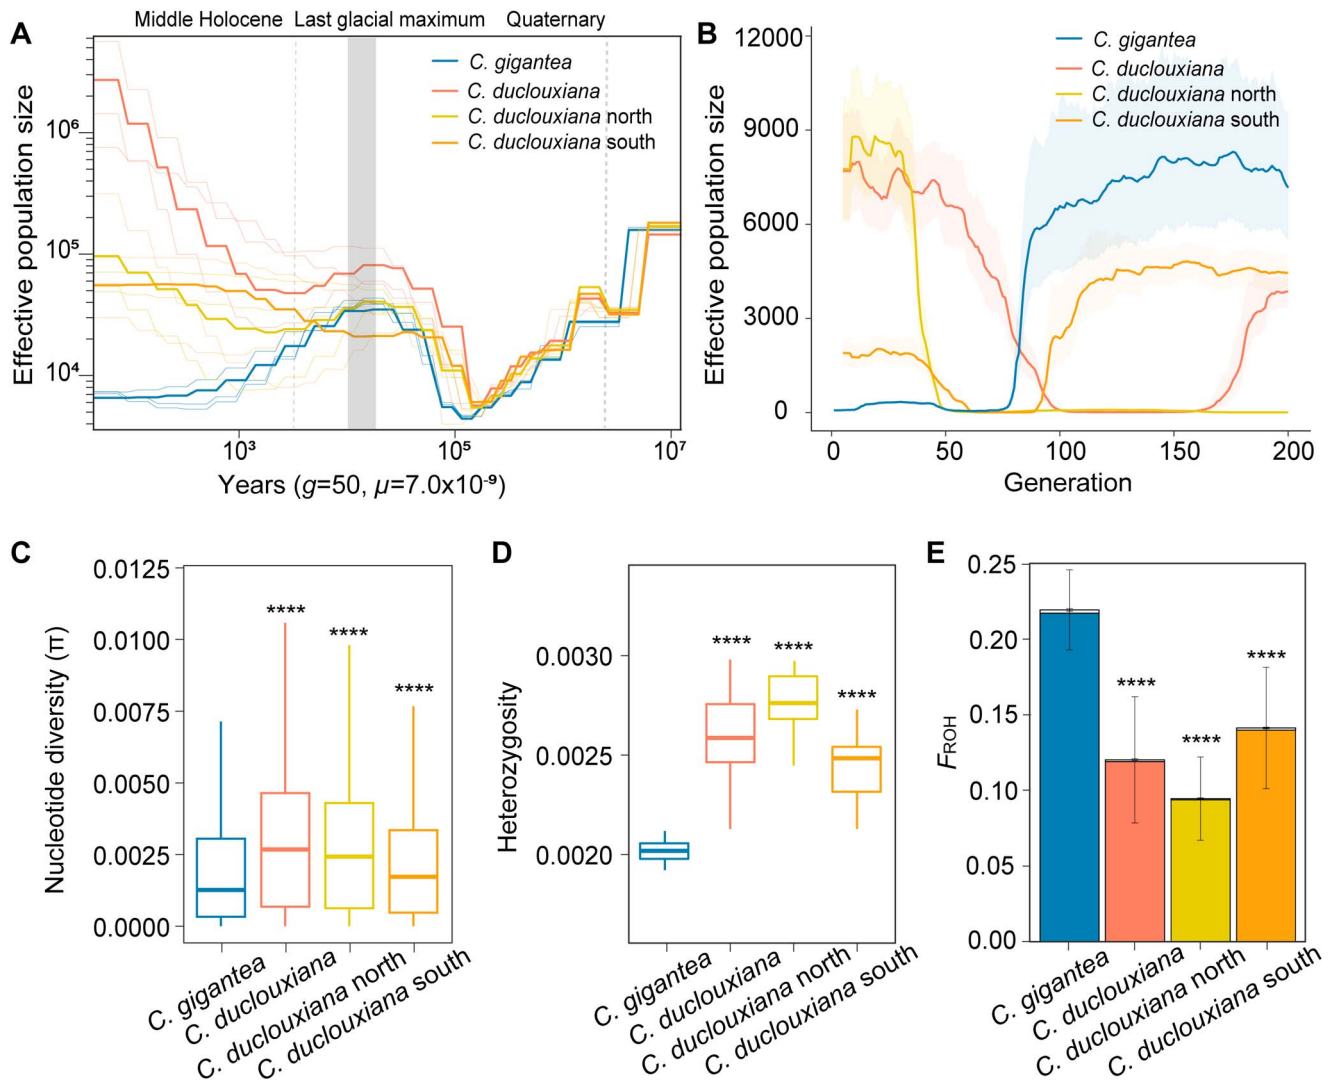 A
Middle Holocene Last glacial maximum Quaternary
Effective population size
10⁶
10⁵
10⁴
C. gigantea
C. duclouxiana
C. duclouxiana north
C. duclouxiana south
10³ 10⁵ 10⁷
Years (g=50, μ=7.0x10⁻⁹)
B
Effective population size
12000
9000
6000
3000
0
C. gigantea
C. duclouxiana
C. duclouxiana north
C. duclouxiana south
0 50 100 150 200
Generation
C
Nucleotide diversity (π)
0.0125
0.0100
0.0075
0.0050
0.0025
0.0000
****
****
****
C. gigantea
C. duclouxiana
C. duclouxiana north
C. duclouxiana south
D
Heterozygosity
0.0030
0.0025
0.0020
****
****
****
C. gigantea
C. duclouxiana
C. duclouxiana north
C. duclouxiana south
E
FROH
0.25
0.20
0.15
0.10
0.05
0.00
****
****
****
C. gigantea
C. duclouxiana
C. duclouxiana north
C. duclouxiana south